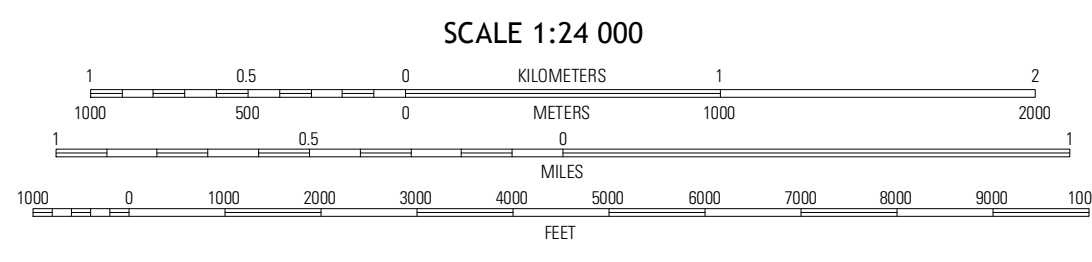 SCALE 1:24 000
1 0.5 0 KILOMETERS 1 2
1000 500 0 METERS 1000 2000
1 0.5 0 1
MILES
1000 0 1000 2000 3000 4000 5000 6000 7000 8000 9000 100
FEET